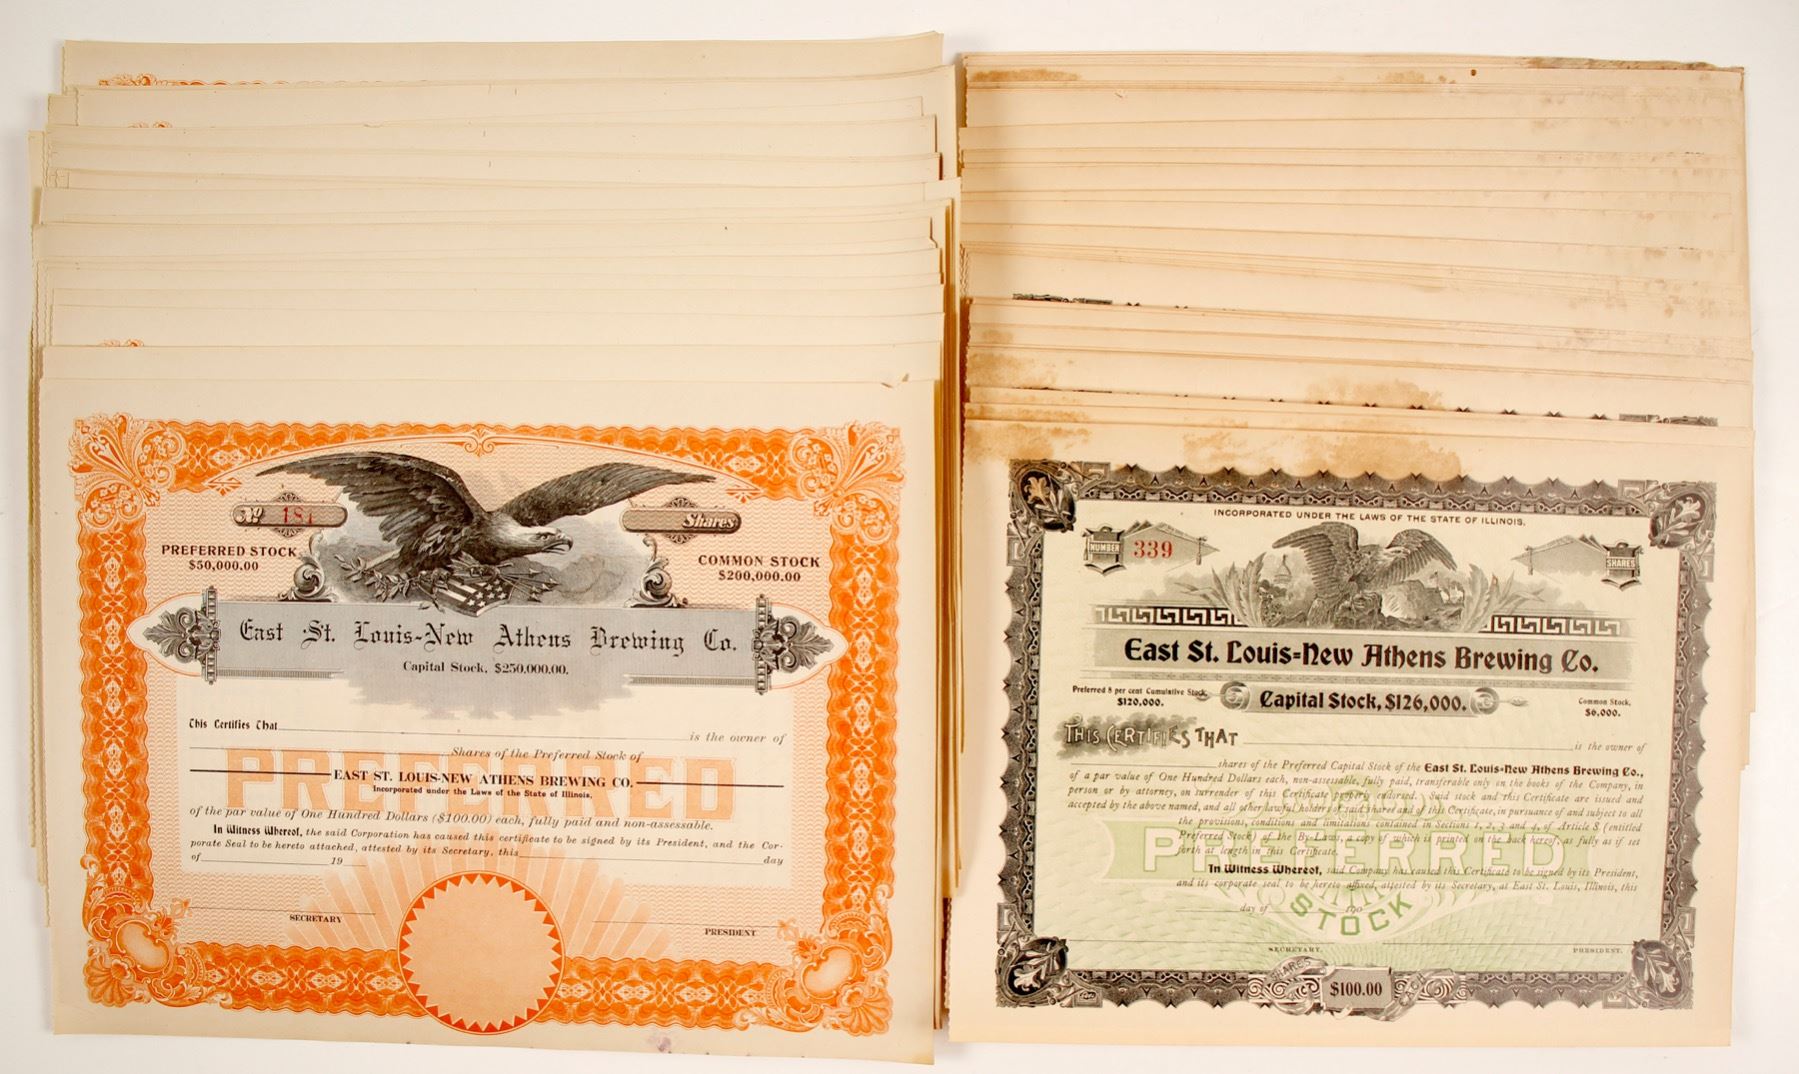 No 181
Shares
PREFERRED STOCK
$50,000.00
COMMON STOCK
$200,000.00
East St. Louis-New Athens Brewing Co.
Capital Stock, $250,000.00.
This Certifies That is the owner of
Shares of the Preferred Stock of
PREFERRED
EAST ST. LOUIS-NEW ATHENS BREWING CO.
Incorporated under the Laws of the State of Illinois,
of the par value of One Hundred Dollars ($100.00) each, fully paid and non-assessable.
In Witness Whereof, the said Corporation has caused this certificate to be signed by its President, and the Cor-
porate Seal to be hereto attached, attested by its Secretary, this day
of 19
SECRETARY
PRESIDENT
INCORPORATED UNDER THE LAWS OF THE STATE OF ILLINOIS.
NUMBER 339
SHARES
East St. Louis-New Athens Brewing Co.
Preferred 8 per cent Cumulative Stock,
$120,000.
Capital Stock, $126,000.
Common Stock,
$6,000.
THIS CERTIFIES THAT
is the owner of
shares of the Preferred Capital Stock of the East St. Louis-New Athens Brewing Co.,
of a par value of One Hundred Dollars each, non-assessable, fully paid, transferable only in the books of the Company, in
person or by attorney, on surrender of this Certificate properly endorsed. Said stock and this Certificate are issued and
accepted by the above named, and all other lawful holders of said shares and of this Certificate, in pursuance of and subject to all
the provisions, conditions and limitations contained in Sections 1, 2, 3 and 4, of Article 8 (entitled
Preferred Stock) of the By-Laws, a copy of which is printed on the back hereof, as fully as if set
forth at length in this Certificate.
PREFERRED
In Witness Whereof, said Company has caused this Certificate to be signed by its President,
and its corporate seal to be hereto affixed, attested by its Secretary, at East St. Louis, Illinois, this
day of 190
STOCK
SECRETARY.
PRESIDENT.
SHARES
$100.00